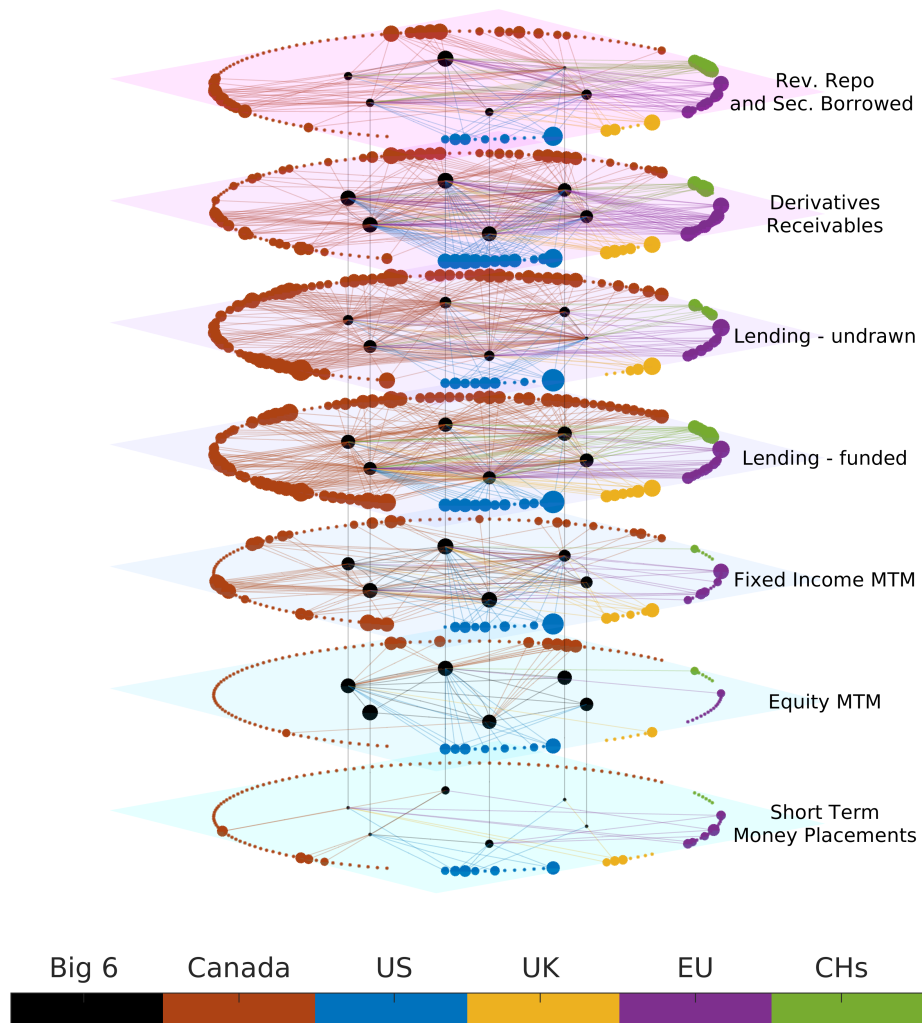 Rev. Repo
and Sec. Borrowed
Derivatives
Receivables
Lending - undrawn
Lending - funded
Fixed Income MTM
Equity MTM
Short Term
Money Placements
Big 6 Canada US UK EU CHs